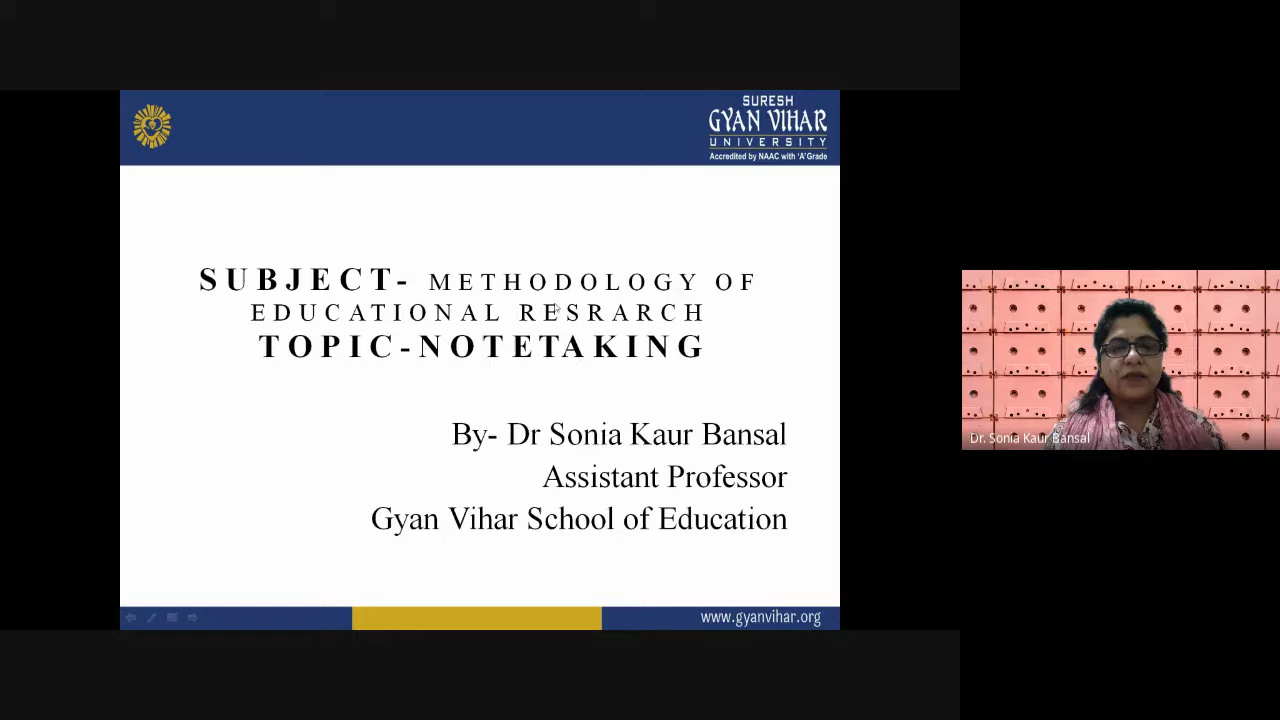 SURESH
GYAN VIHAR
UNIVERSITY
Accredited by NAAC with 'A' Grade
SUBJECT- METHODOLOGY OF
EDUCATIONAL RESRARCH
TOPIC-NOTETAKING
By- Dr Sonia Kaur Bansal
Assistant Professor
Gyan Vihar School of Education
www.gyanvihar.org
Dr. Sonia Kaur Bansal